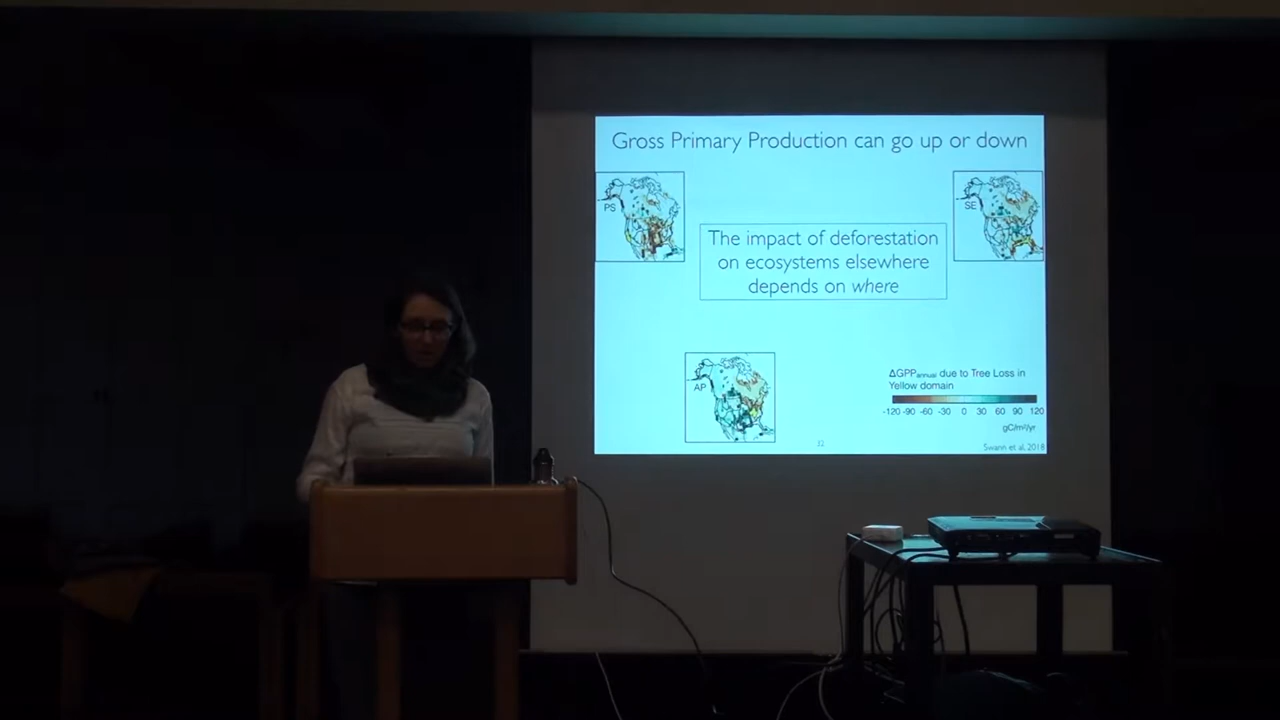 Gross Primary Production can go up or down
PS
SE
The impact of deforestation
on ecosystems elsewhere
depends on where
AP
ΔGPPannual due to Tree Loss in
Yellow domain
-120 -90 -60 -30 0 30 60 90 120
gC/m²/yr
32
Swann et al, 2018